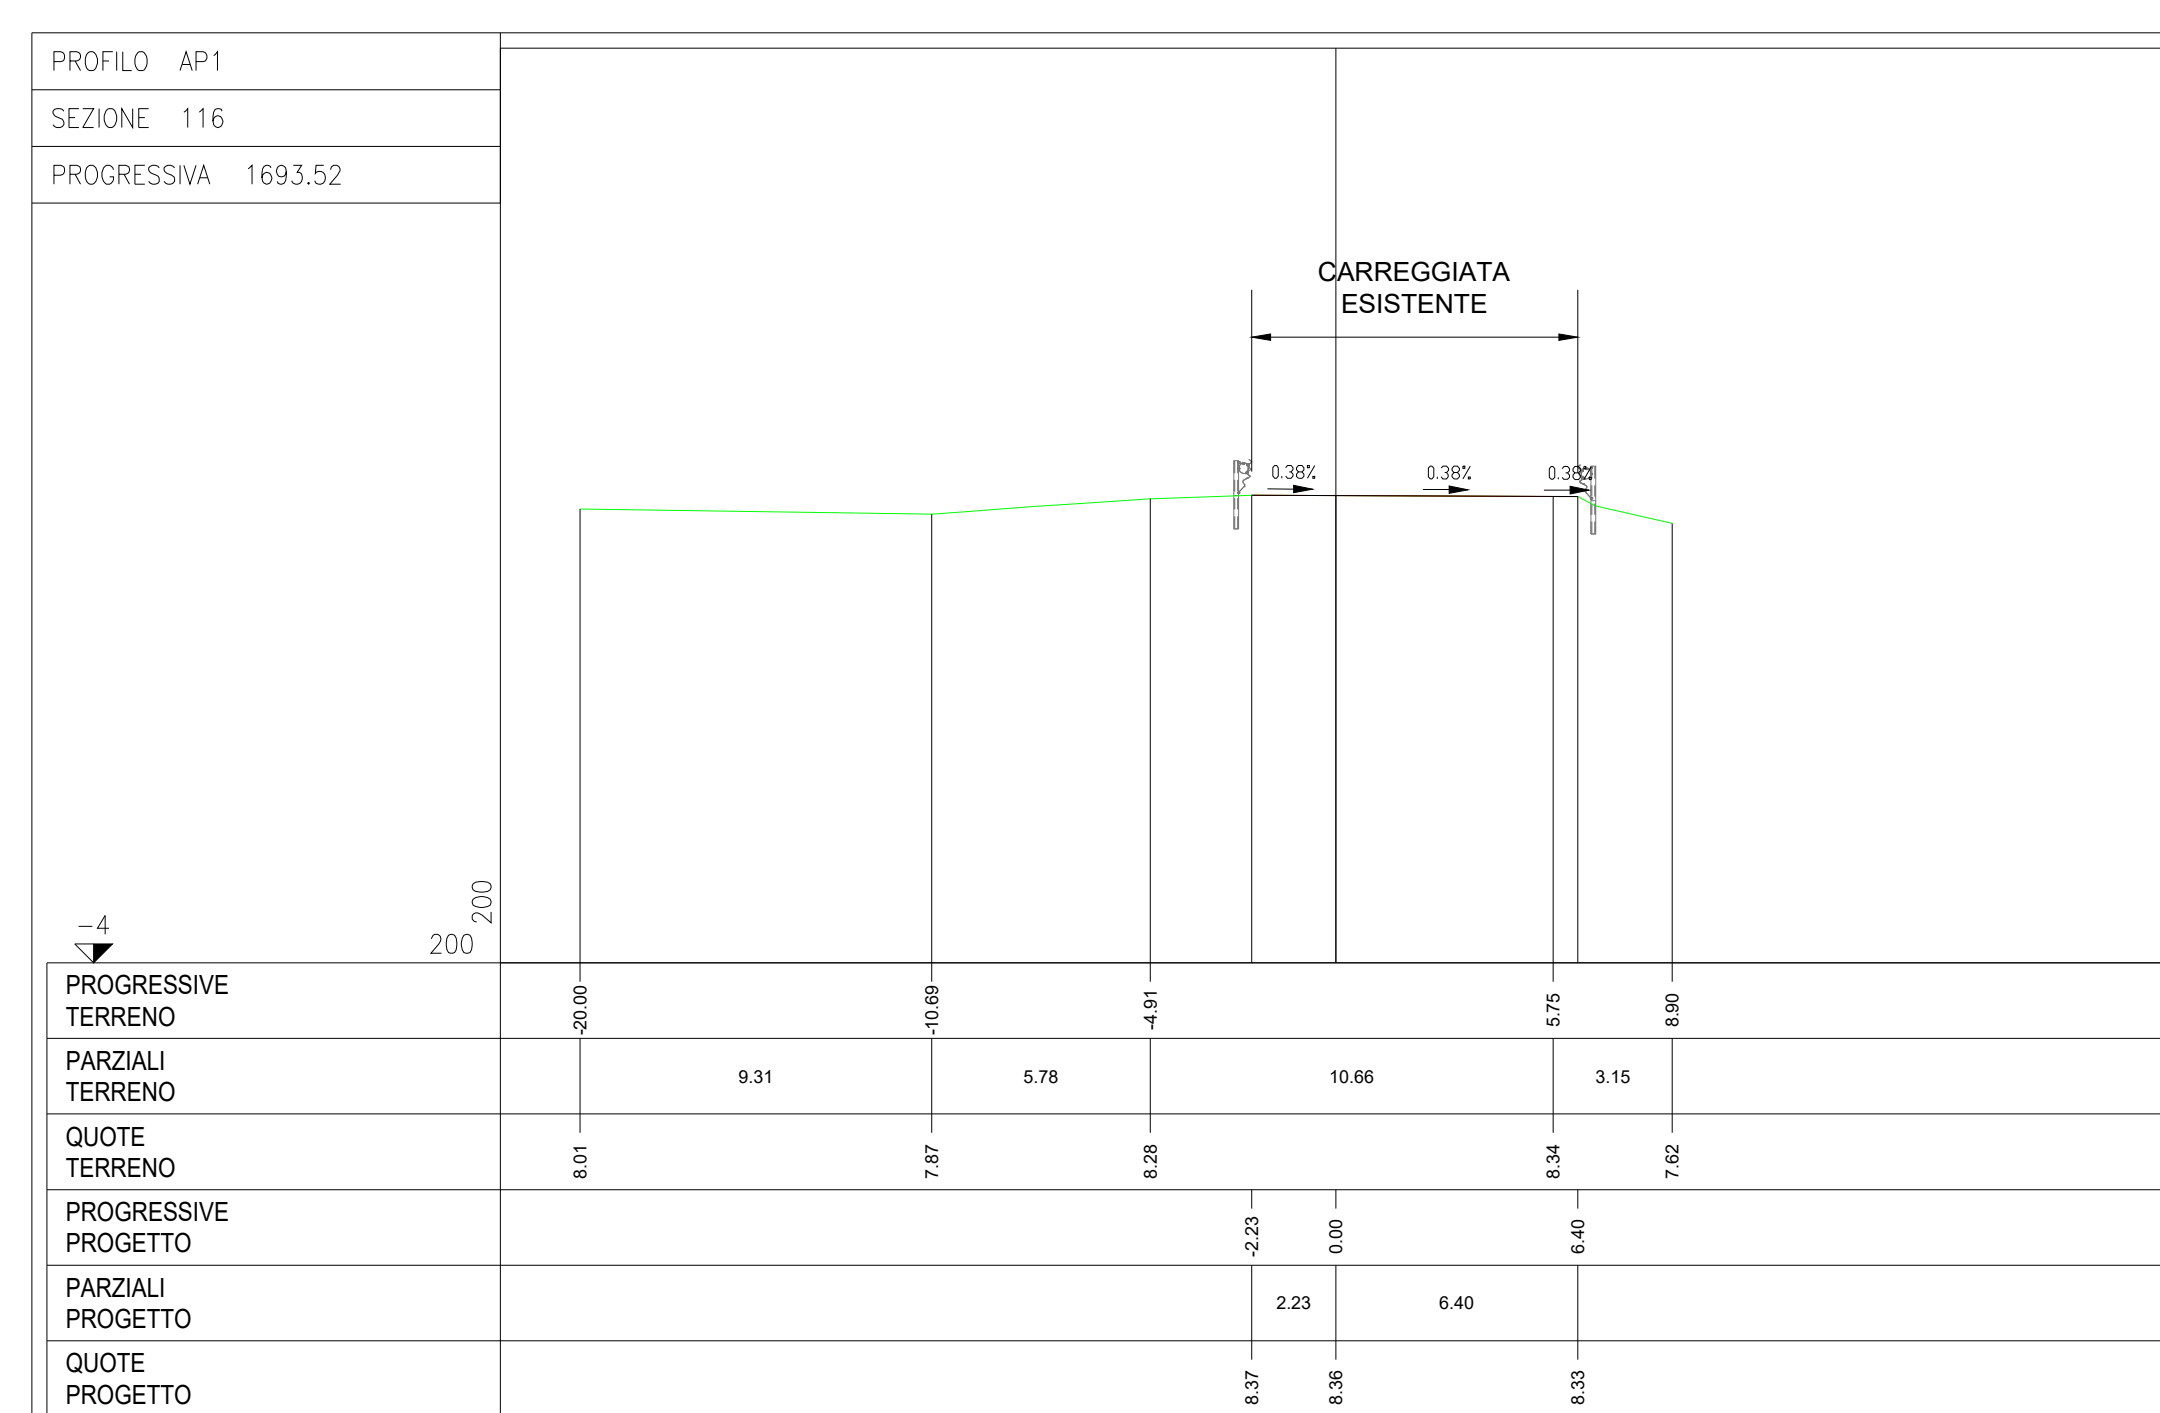 PROFILO AP1
SEZIONE 116
PROGRESSIVA 1693.52
CARREGGIATA
ESISTENTE
0.38% 0.38% 0.38%
200
-4
200
PROGRESSIVE
TERRENO
-20.00 -10.69 -4.91 5.75 8.90
PARZIALI
TERRENO
9.31 5.78 10.66 3.15
QUOTE
TERRENO
8.01 7.87 8.28 8.34 7.62
PROGRESSIVE
PROGETTO
-2.23 0.00 6.40
PARZIALI
PROGETTO
2.23 6.40
QUOTE
PROGETTO
8.37 8.36 8.33